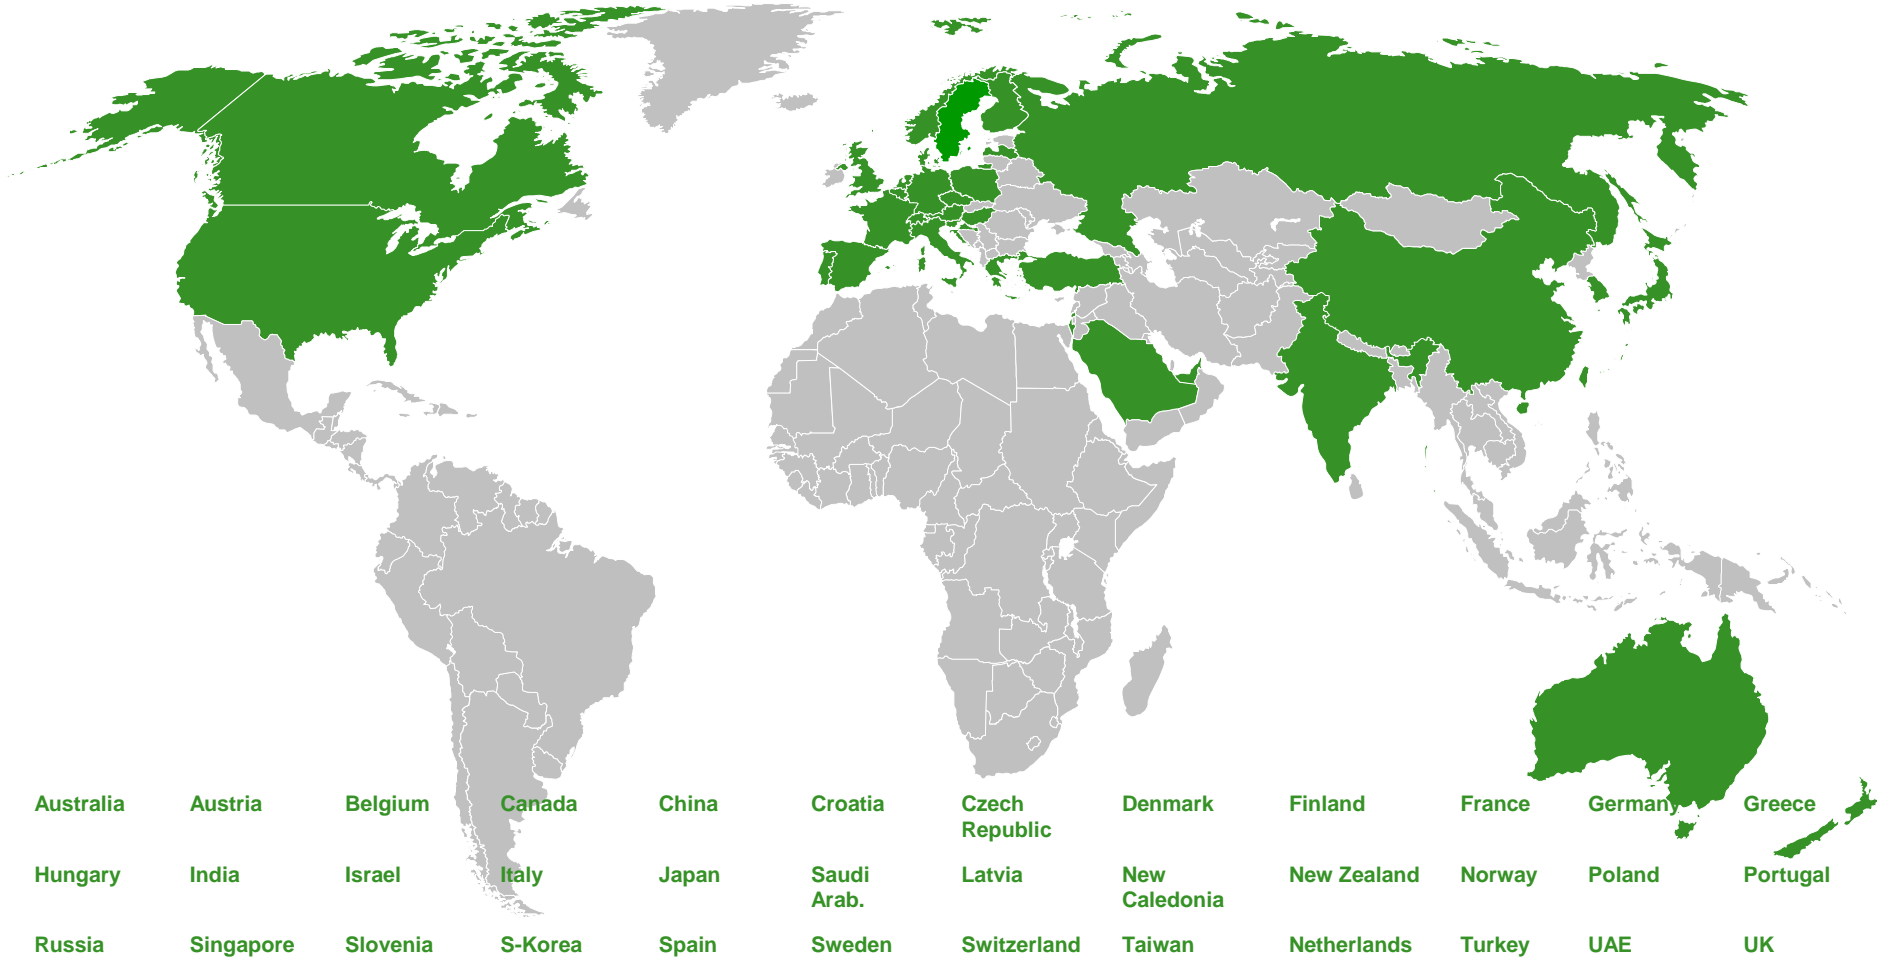 Australia Austria Belgium Canada China Croatia Czech Denmark Finland France Germany Greece
Republic
Hungary India Israel Italy Japan Saudi Latvia New New Zealand Norway Poland Portugal
Arab. Caledonia
Russia Singapore Slovenia S-Korea Spain Sweden Switzerland Taiwan Netherlands Turkey UAE UK